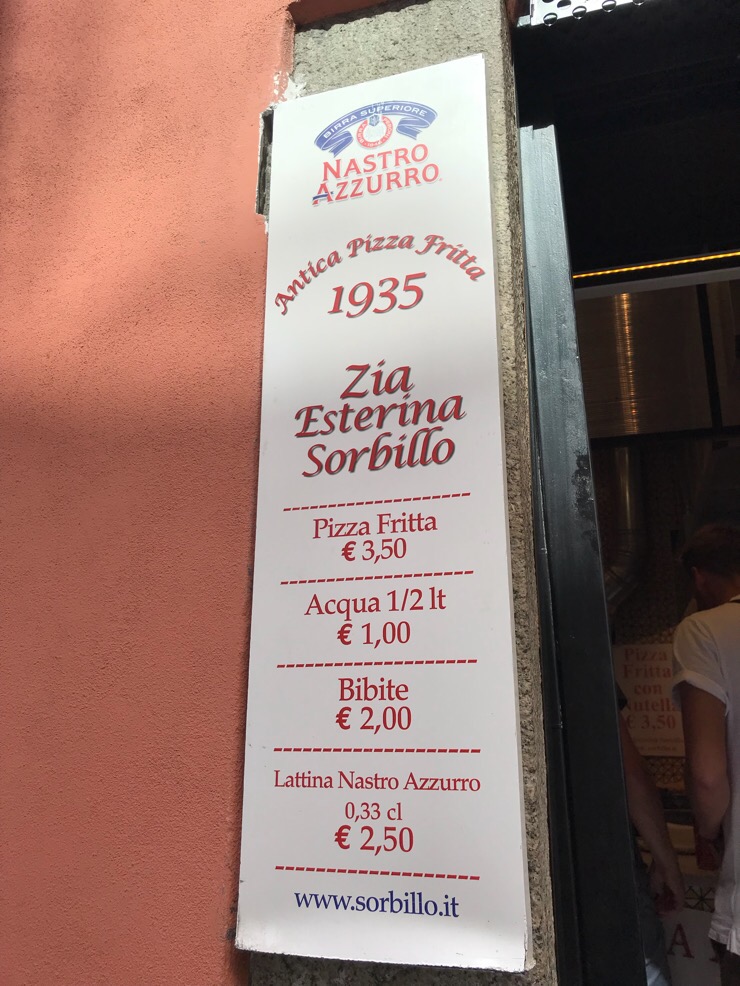 BIRRA SUPERIORE
NASTRO
AZZURRO
Antica Pizza Fritta
1935
Zia
Esterina
Sorbillo
Pizza Fritta
€ 3,50
Acqua 1/2 lt
€ 1,00
Bibite
€ 2,00
Lattina Nastro Azzurro
0,33 cl
€ 2,50
www.sorbillo.it
Pizza
Fritta
con
utella
€ 3.50